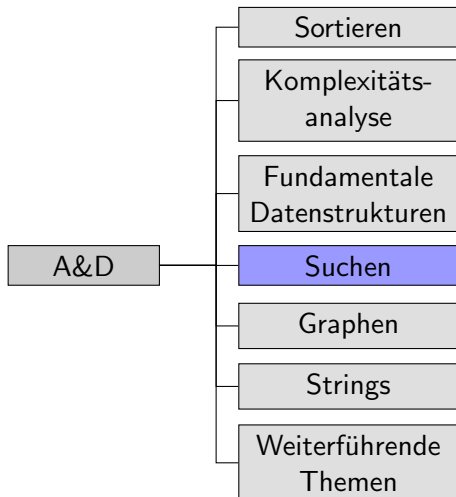 Sortieren
Komplexitäts-
analyse
Fundamentale
Datenstrukturen
A&D
Suchen
Graphen
Strings
Weiterführende
Themen